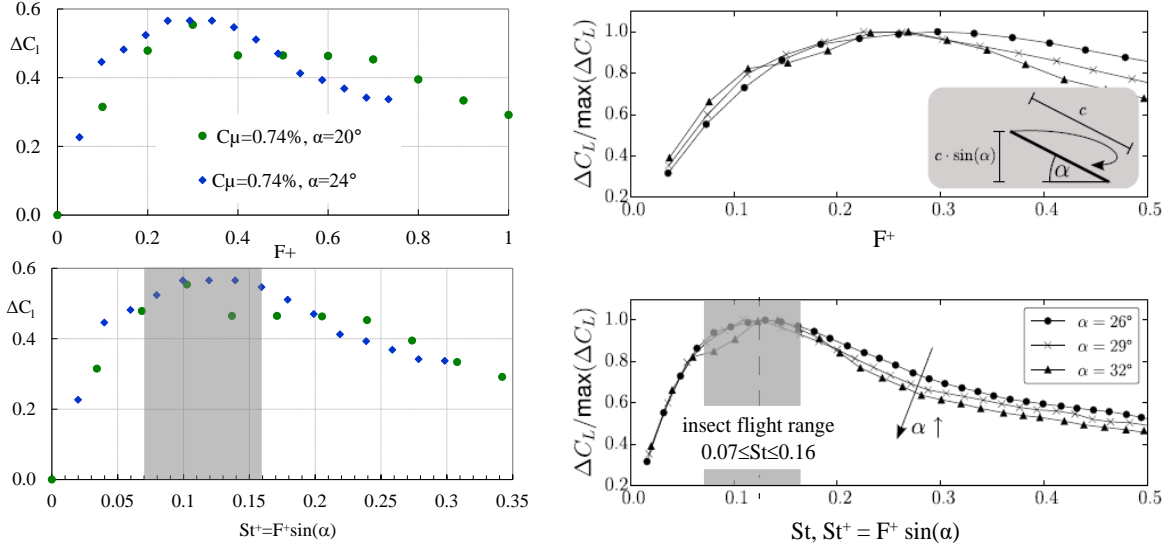 0.6
ΔCₗ
0.4
0.2
0.0
Cμ=0.74%, α=20°
Cμ=0.74%, α=24°
0 0.2 0.4 0.6 0.8 1
F+
ΔC_L/max(ΔC_L)
1.0
0.8
0.6
0.4
0.2
c
c · sin(α)
α
0.0 0.1 0.2 0.3 0.4 0.5
F⁺
0.6
ΔCₗ
0.4
0.2
0.0
0 0.05 0.10 0.15 0.20 0.25 0.3 0.35
St⁺=F⁺sin(α)
ΔC_L/max(ΔC_L)
1.0
0.8
0.6
0.4
0.2
α = 26°
α = 29°
α = 32°
α ↑
insect flight range
0.07≤St≤0.16
0.0 0.1 0.2 0.3 0.4 0.5
St, St⁺ = F⁺ sin(α)